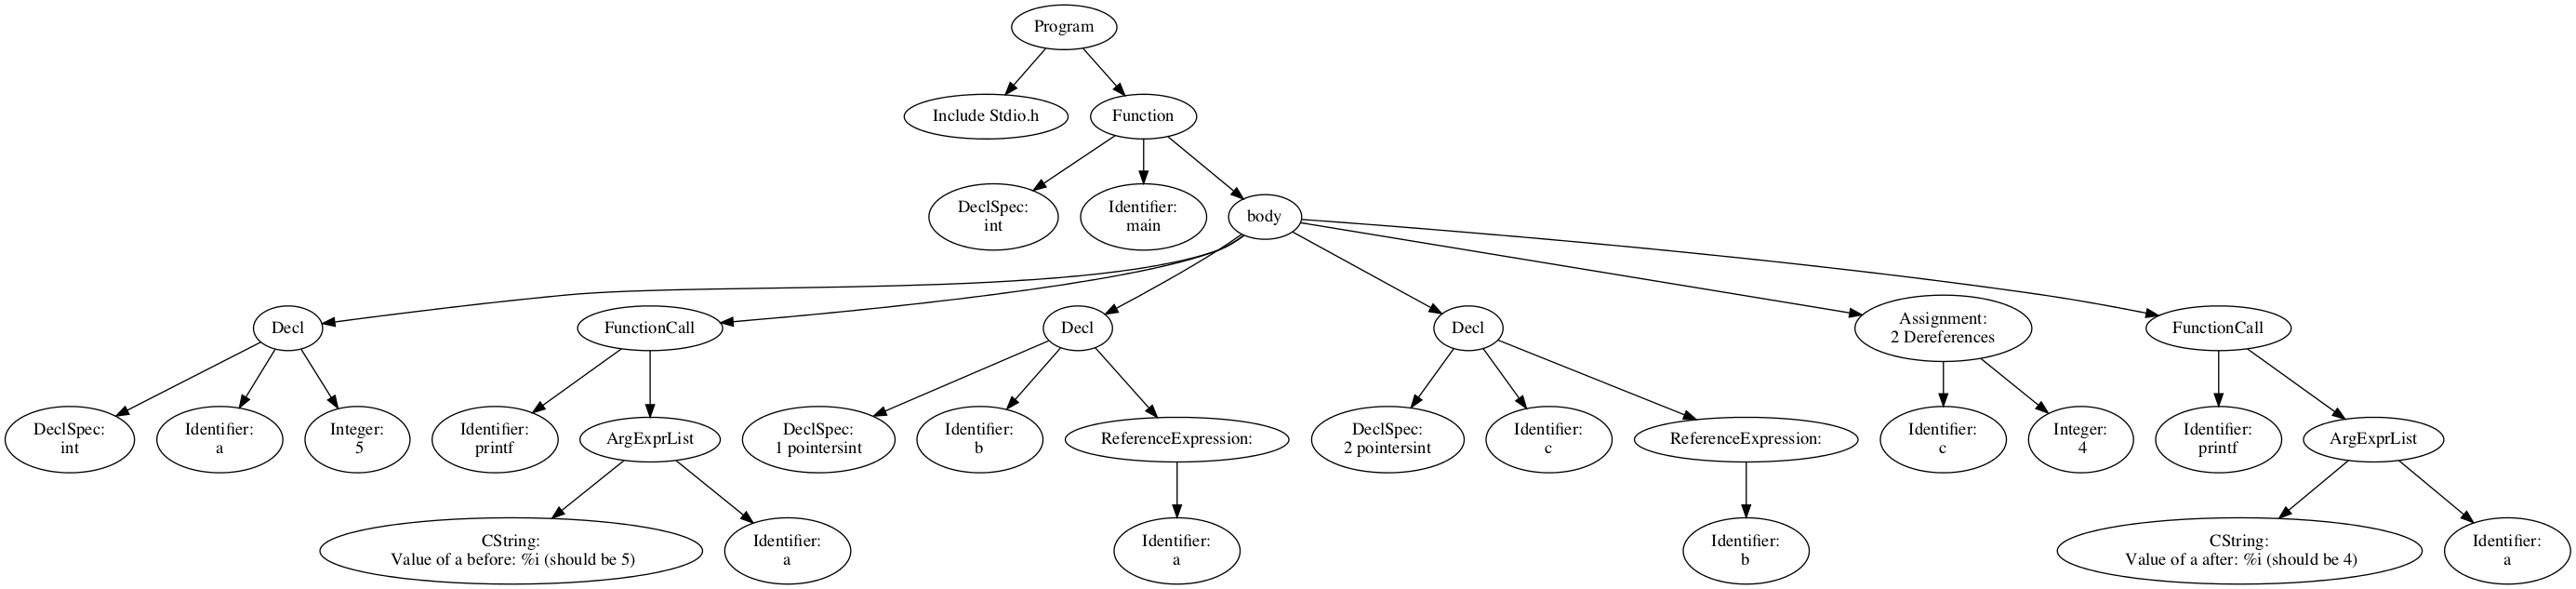 Program
Include Stdio.h
Function
DeclSpec:
int
Identifier:
main
body
Decl
FunctionCall
Decl
Decl
Assignment:
2 Dereferences
FunctionCall
DeclSpec:
int
Identifier:
a
Integer:
5
Identifier:
printf
ArgExprList
DeclSpec:
1 pointersint
Identifier:
b
ReferenceExpression:
DeclSpec:
2 pointersint
Identifier:
c
ReferenceExpression:
Identifier:
c
Integer:
4
Identifier:
printf
ArgExprList
CString:
Value of a before: %i (should be 5)
Identifier:
a
Identifier:
a
Identifier:
b
CString:
Value of a after: %i (should be 4)
Identifier:
a